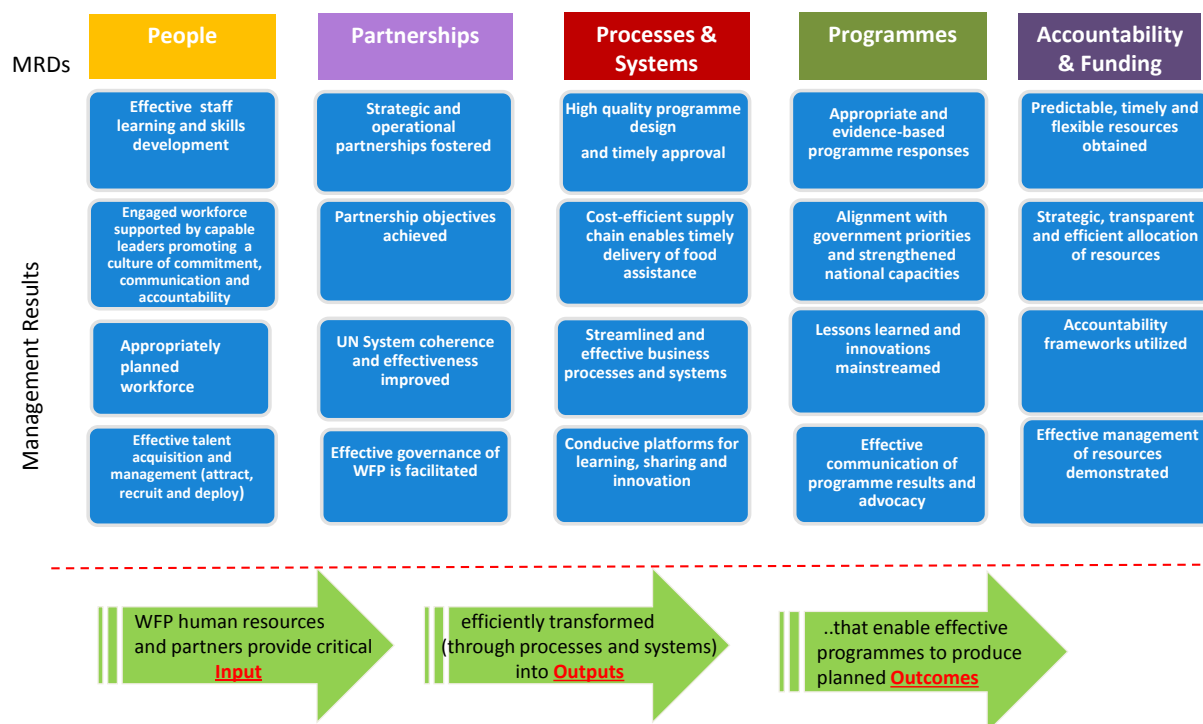 MRDs
People
Partnerships
Processes &
Systems
Programmes
Accountability
& Funding
Management Results
Effective staff
learning and skills
development
Strategic and
operational
partnerships fostered
High quality programme
design
and timely approval
Appropriate and
evidence-based
programme responses
Predictable, timely and
flexible resources
obtained
Engaged workforce
supported by capable
leaders promoting a
culture of commitment,
communication and
accountability
Partnership objectives
achieved
Cost-efficient supply
chain enables timely
delivery of food
assistance
Alignment with
government priorities
and strengthened
national capacities
Strategic, transparent
and efficient allocation
of resources
Appropriately
planned
workforce
UN System coherence
and effectiveness
improved
Streamlined and
effective business
processes and systems
Lessons learned and
innovations
mainstreamed
Accountability
frameworks utilized
Effective talent
acquisition and
management (attract,
recruit and deploy)
Effective governance of
WFP is facilitated
Conducive platforms for
learning, sharing and
innovation
Effective
communication of
programme results and
advocacy
Effective management
of resources
demonstrated
WFP human resources
and partners provide critical
Input
efficiently transformed
(through processes and systems)
into Outputs
..that enable effective
programmes to produce
planned Outcomes